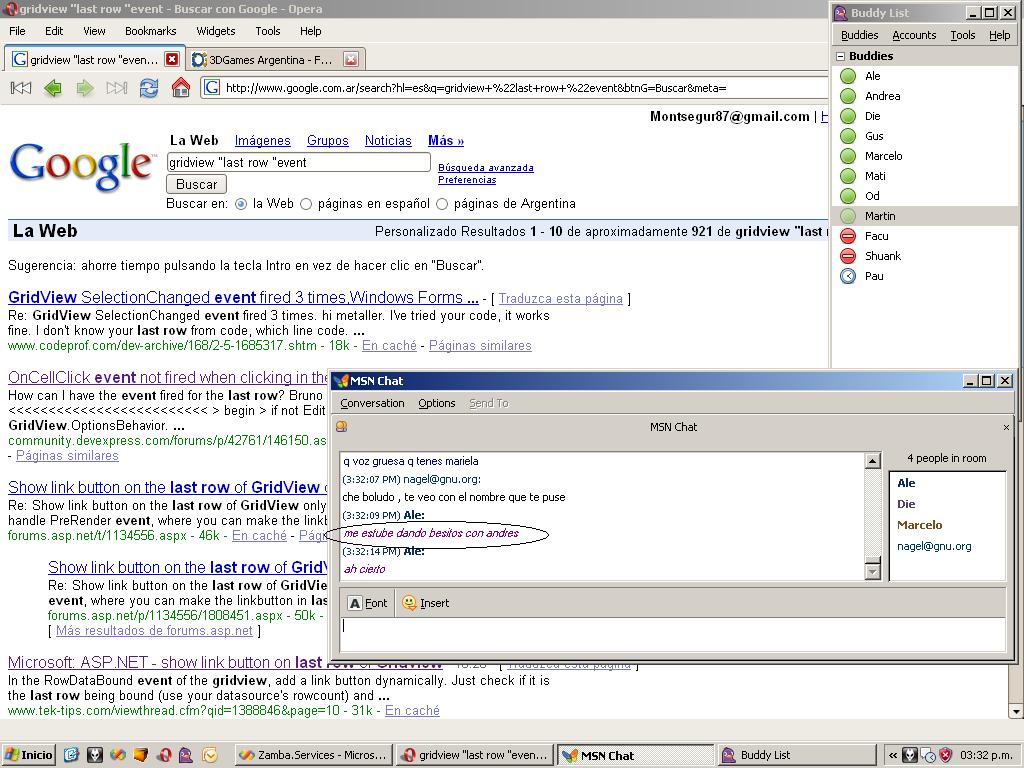 gridview "last row "event - Buscar con Google - Opera
File Edit View Bookmarks Widgets Tools Help
gridview "last row "even... 3DGames Argentina - F...
http://www.google.com.ar/search?hl=es&q=gridview+%22last+row+%22event&btnG=Buscar&meta=
Montsegur87@gmail.com | H
Google
La Web Imágenes Grupos Noticias Más »
gridview "last row "event
Búsqueda avanzada
Preferencias
Buscar
Buscar en: la Web páginas en español páginas de Argentina
La Web Personalizado Resultados 1 - 10 de aproximadamente 921 de gridview "last r
Sugerencia: ahorre tiempo pulsando la tecla Intro en vez de hacer clic en "Buscar".
GridView SelectionChanged event fired 3 times,Windows Forms ... - [ Traduzca esta página ]
Re: GridView SelectionChanged event fired 3 times. hi metaller. I've tried your code, it works
fine. I don't know your last row from code, which line code. ...
www.codeprof.com/dev-archive/168/2-5-1685317.shtm - 18k - En caché - Páginas similares
OnCellClick event not fired when clicking in the
How can I have the event fired for the last row? Bruno
<<<<<<<<<<<<<<<<<<<<<<<<<< > begin > if not Edit
GridView.OptionsBehavior. ...
community.devexpress.com/forums/p/42761/146150.as
- Páginas similares
Show link button on the last row of GridView
Re: Show link button on the last row of GridView only
handle PreRender event, where you can make the linkb
forums.asp.net/t/1134556.aspx - 46k - En caché - Pág
Show link button on the last row of Grid
Re: Show link button on the last row of GridVie
event, where you can make the linkbutton in las
forums.asp.net/p/1134556/1808451.aspx - 50k -
[ Más resultados de forums.asp.net ]
Microsoft: ASP.NET - show link button on last row of Gridview - [ Traduzca esta página ]
In the RowDataBound event of the gridview, add a link button dynamically. Just check if it is
the last row being bound (use your datasource's rowcount) and ...
www.tek-tips.com/viewthread.cfm?qid=1388846&page=10 - 31k - En caché
Buddy List
Buddies Accounts Tools Help
Buddies
Ale
Andrea
Die
Gus
Marcelo
Mati
Od
Martin
Facu
Shuank
Pau
MSN Chat
Conversation Options Send To
MSN Chat
q voz gruesa q tenes mariela
(3:32:07 PM) nagel@gnu.org:
che boludo , te veo con el nombre que te puse
(3:32:09 PM) Ale:
me estube dando besitos con andres
(3:32:14 PM) Ale:
ah cierto
4 people in room
Ale
Die
Marcelo
nagel@gnu.org
A Font Insert
Inicio Zamba.Services - Micros... gridview "last row "even... MSN Chat Buddy List « 03:32 p.m.